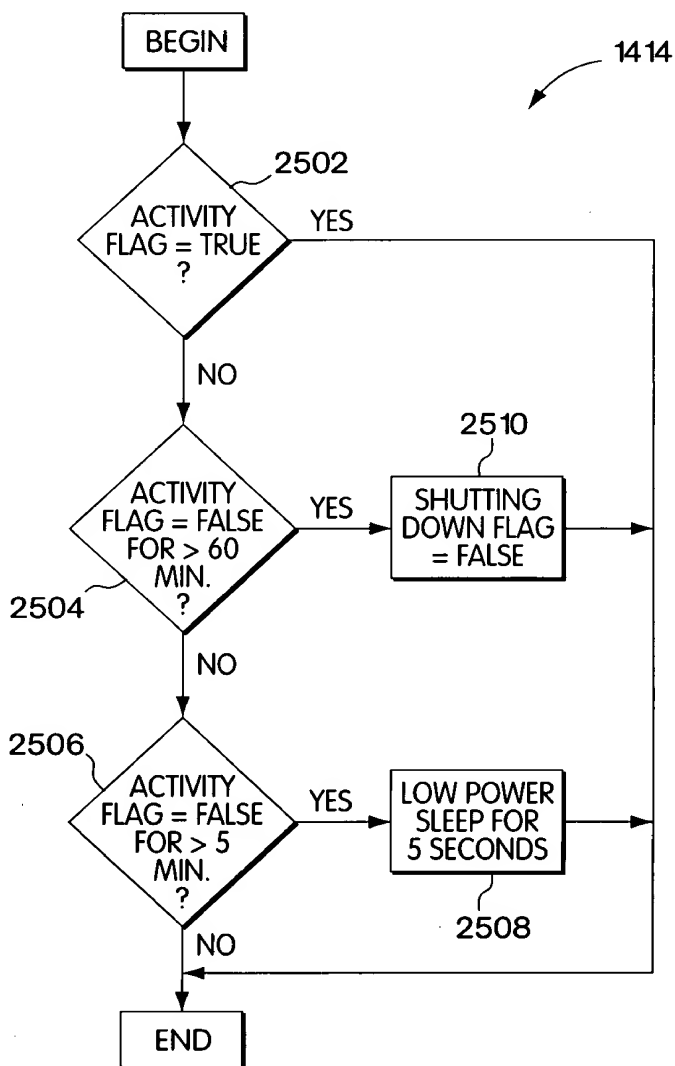 BEGIN
1414
2502
ACTIVITY
FLAG = TRUE
?
YES
NO
2510
ACTIVITY
FLAG = FALSE
FOR > 60
MIN.
?
YES
SHUTTING
DOWN FLAG
= FALSE
2504
NO
2506
ACTIVITY
FLAG = FALSE
FOR > 5
MIN.
?
YES
LOW POWER
SLEEP FOR
5 SECONDS
2508
NO
END